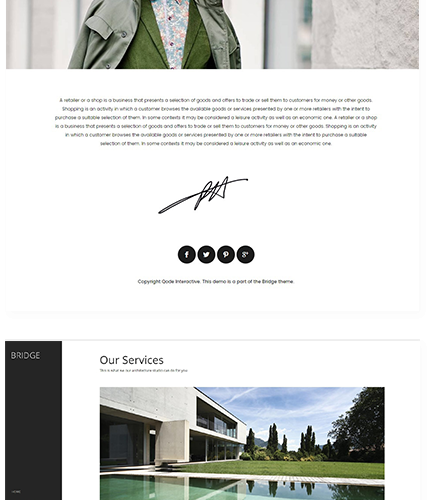 A retailer or a shop is a business that presents a selection of goods and offers to trade or sell them to customers for money or other goods.
Shopping is an activity in which a customer browses the available goods or services presented by one or more retailers with the intent to
purchase a suitable selection of them. In some contexts it may be considered a leisure activity as well as an economic one. A retailer or a shop
is a business that presents a selection of goods and offers to trade or sell them to customers for money or other goods. Shopping is an activity
in which a customer browses the available goods or services presented by one or more retailers with the intent to purchase a suitable
selection of them. In some contexts it may be considered a leisure activity as well as an economic one.
Copyright Qode Interactive. This demo is a part of the Bridge theme.
BRIDGE
Our Services
This is what we our architecture studio can do for you